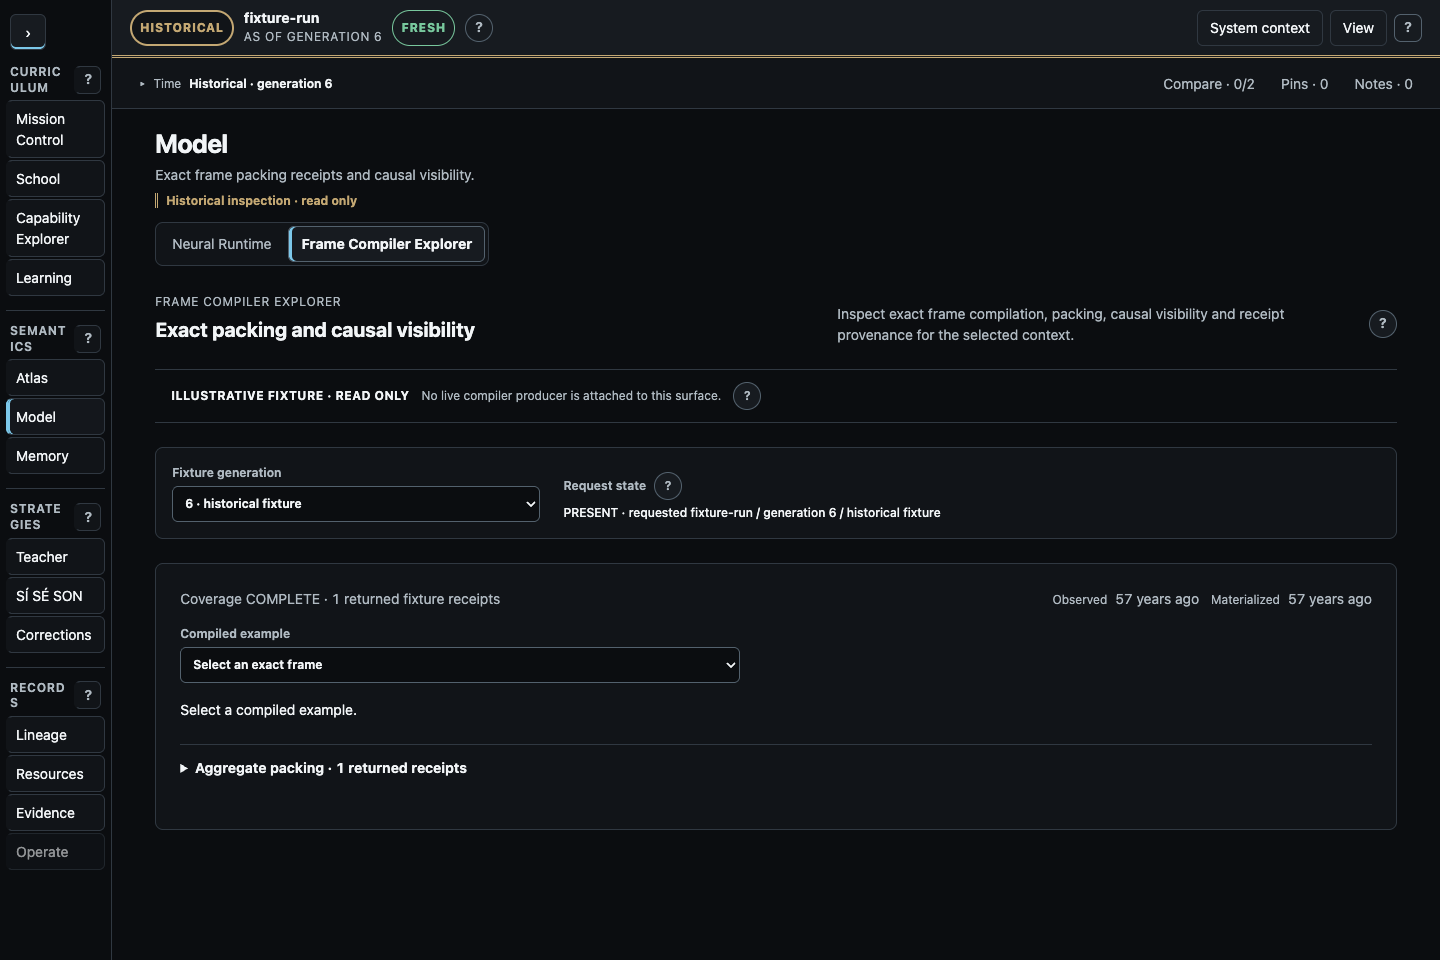 ›
CURRIC
ULUM
?
Mission
Control
School
Capability
Explorer
Learning
SEMANT
ICS
?
Atlas
Model
Memory
STRATE
GIES
?
Teacher
SÍ SÉ SON
Corrections
RECORD
S
?
Lineage
Resources
Evidence
Operate
HISTORICAL
fixture-run
AS OF GENERATION 6
FRESH
?
System context
View
?
▸ Time Historical · generation 6
Compare · 0/2 Pins · 0 Notes · 0
Model
Exact frame packing receipts and causal visibility.
Historical inspection · read only
Neural Runtime
Frame Compiler Explorer
FRAME COMPILER EXPLORER
Exact packing and causal visibility
Inspect exact frame compilation, packing, causal visibility and receipt
provenance for the selected context.
?
ILLUSTRATIVE FIXTURE · READ ONLY No live compiler producer is attached to this surface. ?
Fixture generation
6 · historical fixture
Request state ?
PRESENT · requested fixture-run / generation 6 / historical fixture
Coverage COMPLETE · 1 returned fixture receipts
Observed 57 years ago Materialized 57 years ago
Compiled example
Select an exact frame
Select a compiled example.
▶ Aggregate packing · 1 returned receipts